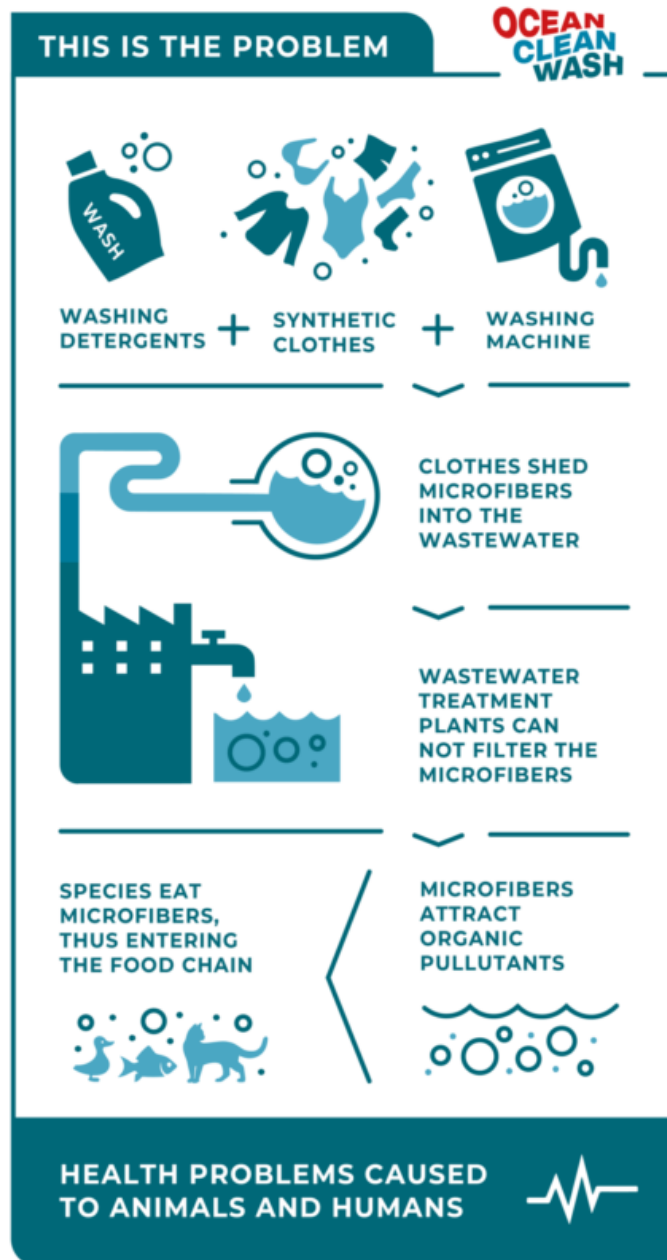 THIS IS THE PROBLEM
OCEAN
CLEAN
WASH
WASH
WASHING
DETERGENTS
+
SYNTHETIC
CLOTHES
+
WASHING
MACHINE
CLOTHES SHED
MICROFIBERS
INTO THE
WASTEWATER
WASTEWATER
TREATMENT
PLANTS CAN
NOT FILTER THE
MICROFIBERS
MICROFIBERS
ATTRACT
ORGANIC
PULLUTANTS
SPECIES EAT
MICROFIBERS,
THUS ENTERING
THE FOOD CHAIN
HEALTH PROBLEMS CAUSED
TO ANIMALS AND HUMANS